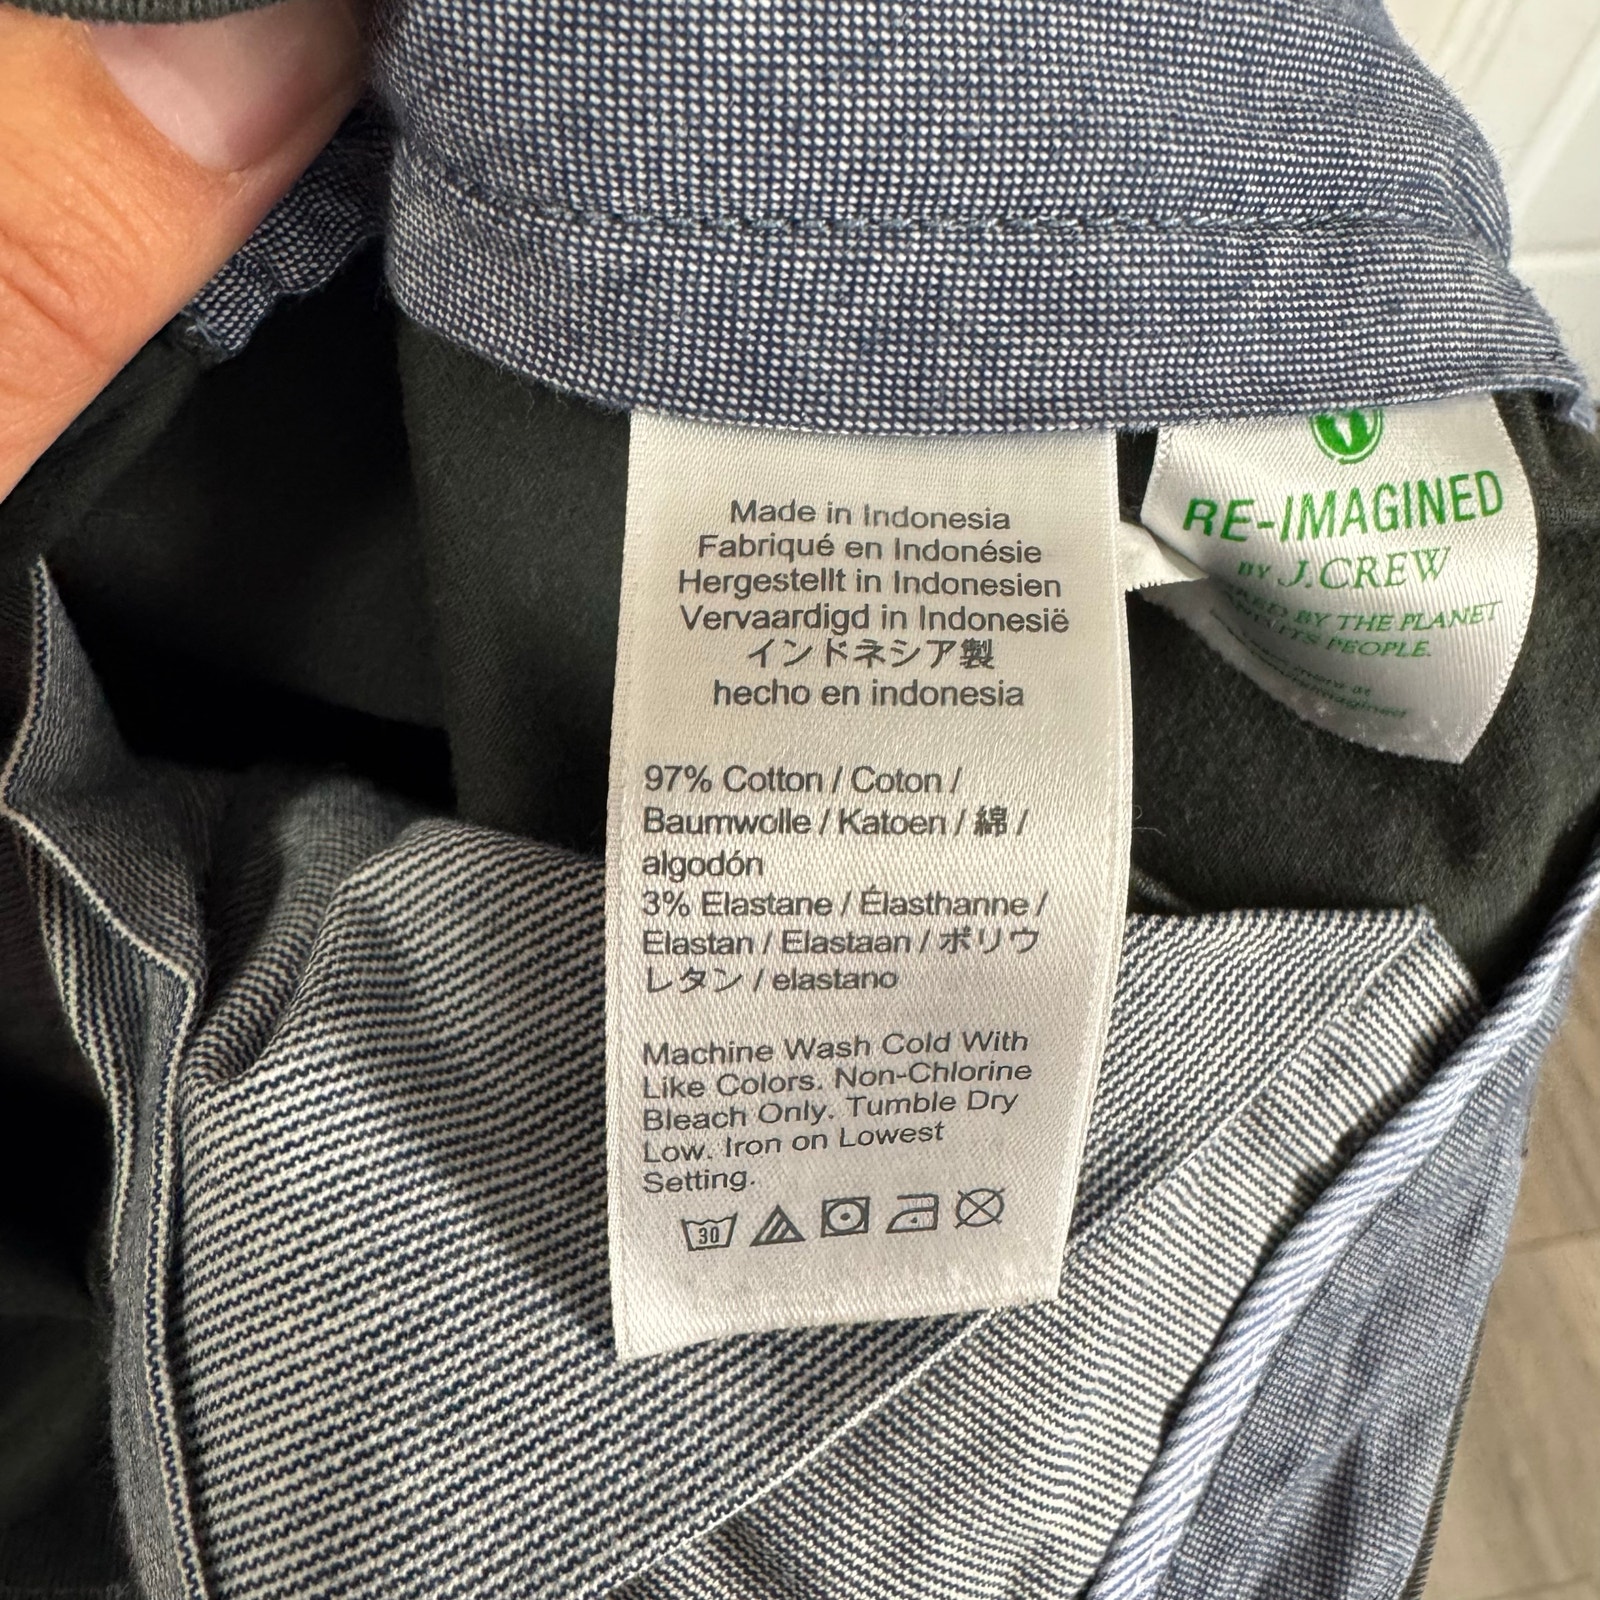 Made in Indonesia
Fabriqué en Indonésie
Hergestellt in Indonesien
Vervaardigd in Indonesië
インドネシア製
hecho en indonesia
97% Cotton / Coton /
Baumwolle / Katoen / 綿 /
algodón
3% Elastane / Élasthanne /
Elastan / Elastaan / ポリウ
レタン / elastano
Machine Wash Cold With
Like Colors. Non-Chlorine
Bleach Only. Tumble Dry
Low. Iron on Lowest
Setting.
30
RE-IMAGINED
BY J.CREW
BY THE PLANET
ITS PEOPLE.